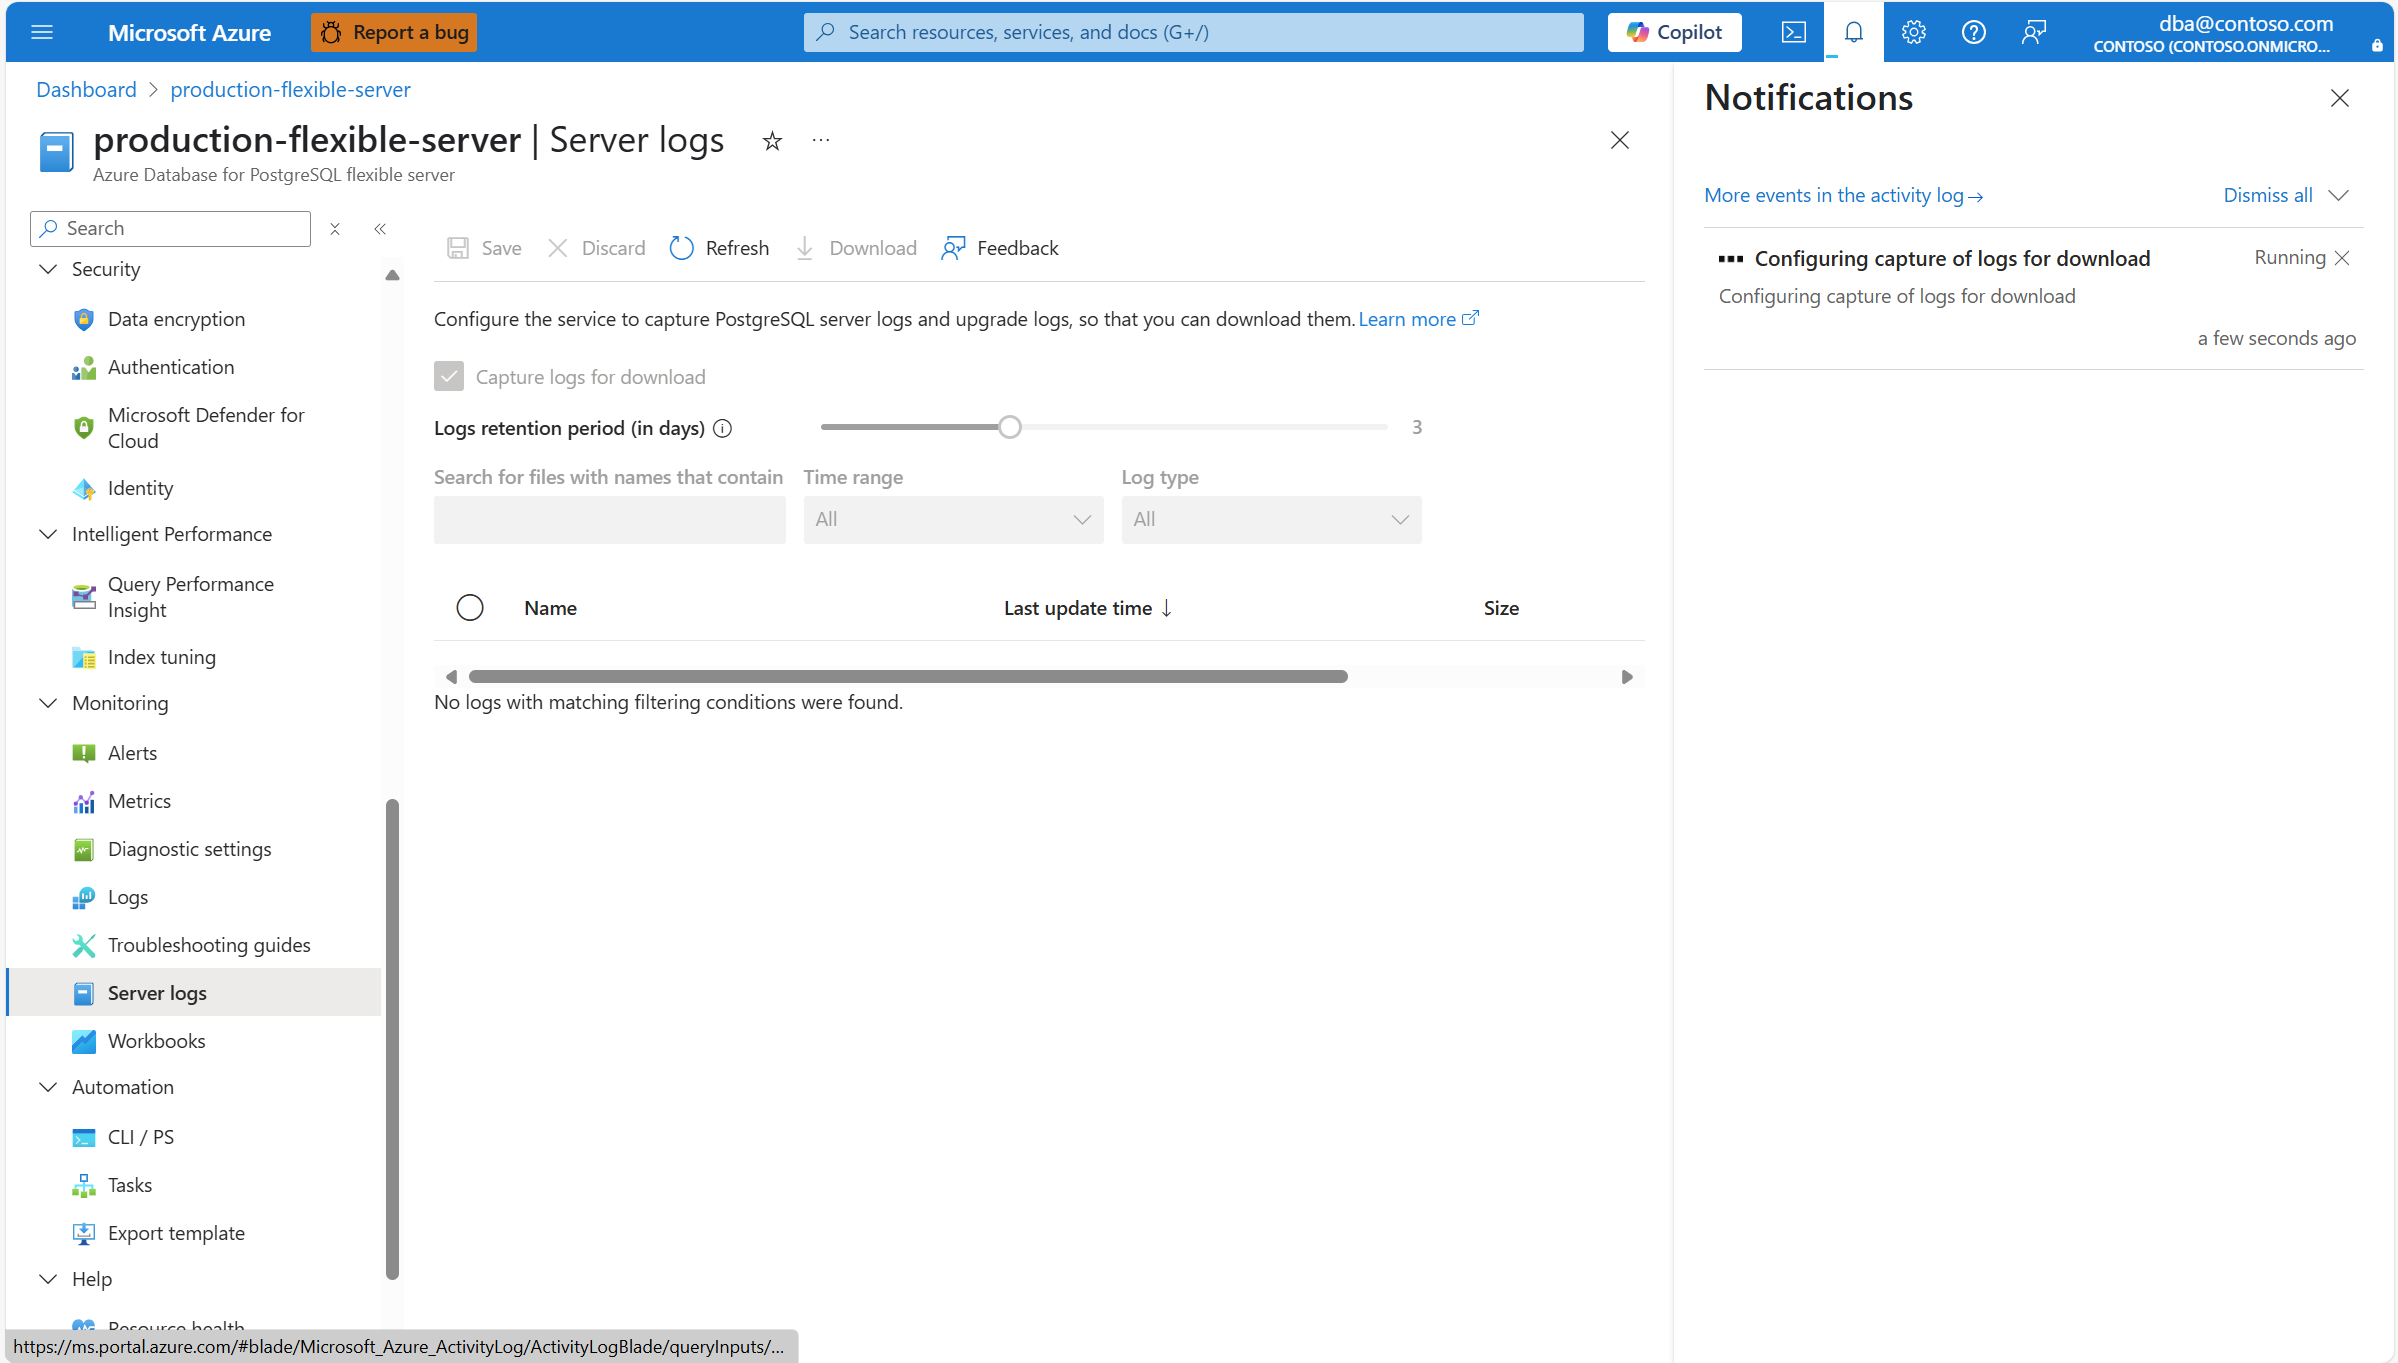 Microsoft Azure
Report a bug
Search resources, services, and docs (G+/)
Copilot
dba@contoso.com
CONTOSO (CONTOSO.ONMICRO...
Dashboard
production-flexible-server
production-flexible-server | Server logs
Azure Database for PostgreSQL flexible server
Search
Security
Data encryption
Authentication
Microsoft Defender for
Cloud
Identity
Intelligent Performance
Query Performance
Insight
Index tuning
Monitoring
Alerts
Metrics
Diagnostic settings
Logs
Troubleshooting guides
Server logs
Workbooks
Automation
CLI / PS
Tasks
Export template
Help
Resource health
https://ms.portal.azure.com/#blade/Microsoft_Azure_ActivityLog/ActivityLogBlade/queryInputs/...
Save
Discard
Refresh
Download
Feedback
Configure the service to capture PostgreSQL server logs and upgrade logs, so that you can download them. Learn more
Capture logs for download
Logs retention period (in days)
3
Search for files with names that contain
Time range
Log type
All
All
Name
Last update time ↓
Size
No logs with matching filtering conditions were found.
Notifications
More events in the activity log→
Dismiss all
Configuring capture of logs for download
Running
Configuring capture of logs for download
a few seconds ago